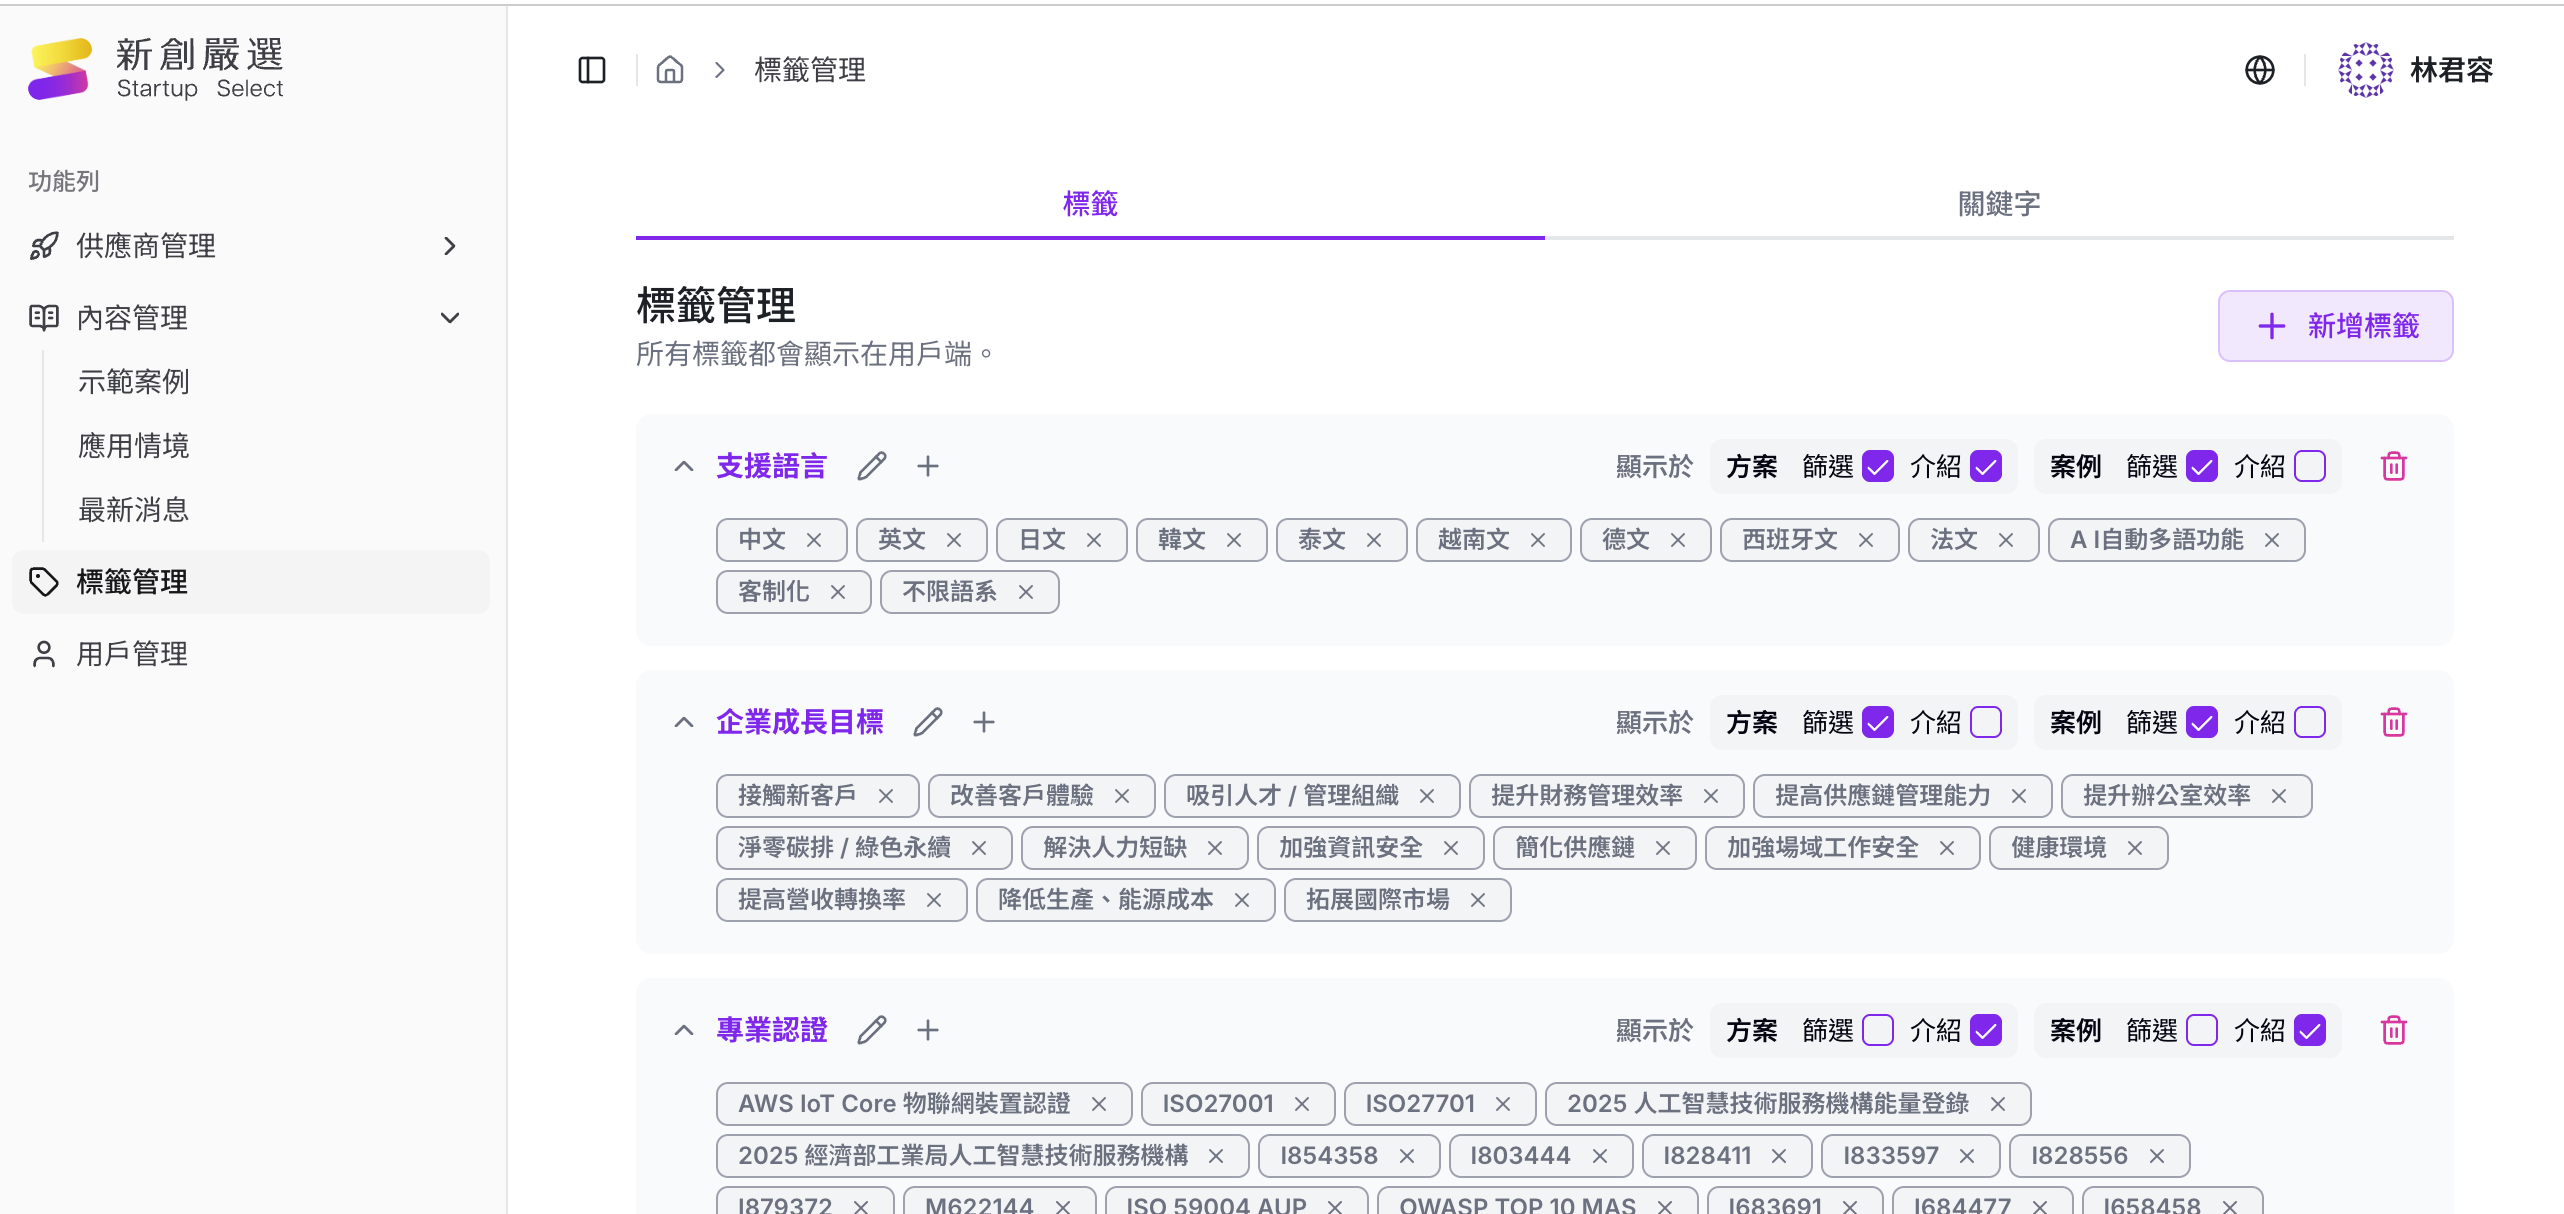 新創嚴選
Startup Select
標籤管理
林君容
功能列
供應商管理
內容管理
示範案例
應用情境
最新消息
標籤管理
用戶管理
標籤 關鍵字
標籤管理
所有標籤都會顯示在用戶端。
新增標籤
支援語言 顯示於 方案 篩選 介紹 案例 篩選 介紹
中文 英文 日文 韓文 泰文 越南文 德文 西班牙文 法文 A I自動多語功能
客制化 不限語系
企業成長目標 顯示於 方案 篩選 介紹 案例 篩選 介紹
接觸新客戶 改善客戶體驗 吸引人才 / 管理組織 提升財務管理效率 提高供應鏈管理能力 提升辦公室效率
淨零碳排 / 綠色永續 解決人力短缺 加強資訊安全 簡化供應鏈 加強場域工作安全 健康環境
提高營收轉換率 降低生產、能源成本 拓展國際市場
專業認證 顯示於 方案 篩選 介紹 案例 篩選 介紹
AWS IoT Core 物聯網裝置認證 ISO27001 ISO27701 2025 人工智慧技術服務機構能量登錄
2025 經濟部工業局人工智慧技術服務機構 I854358 I803444 I828411 I833597 I828556
I879372 M622144 ISO 59004 AUP OWASP TOP 10 MAS I683691 I684477 I658458